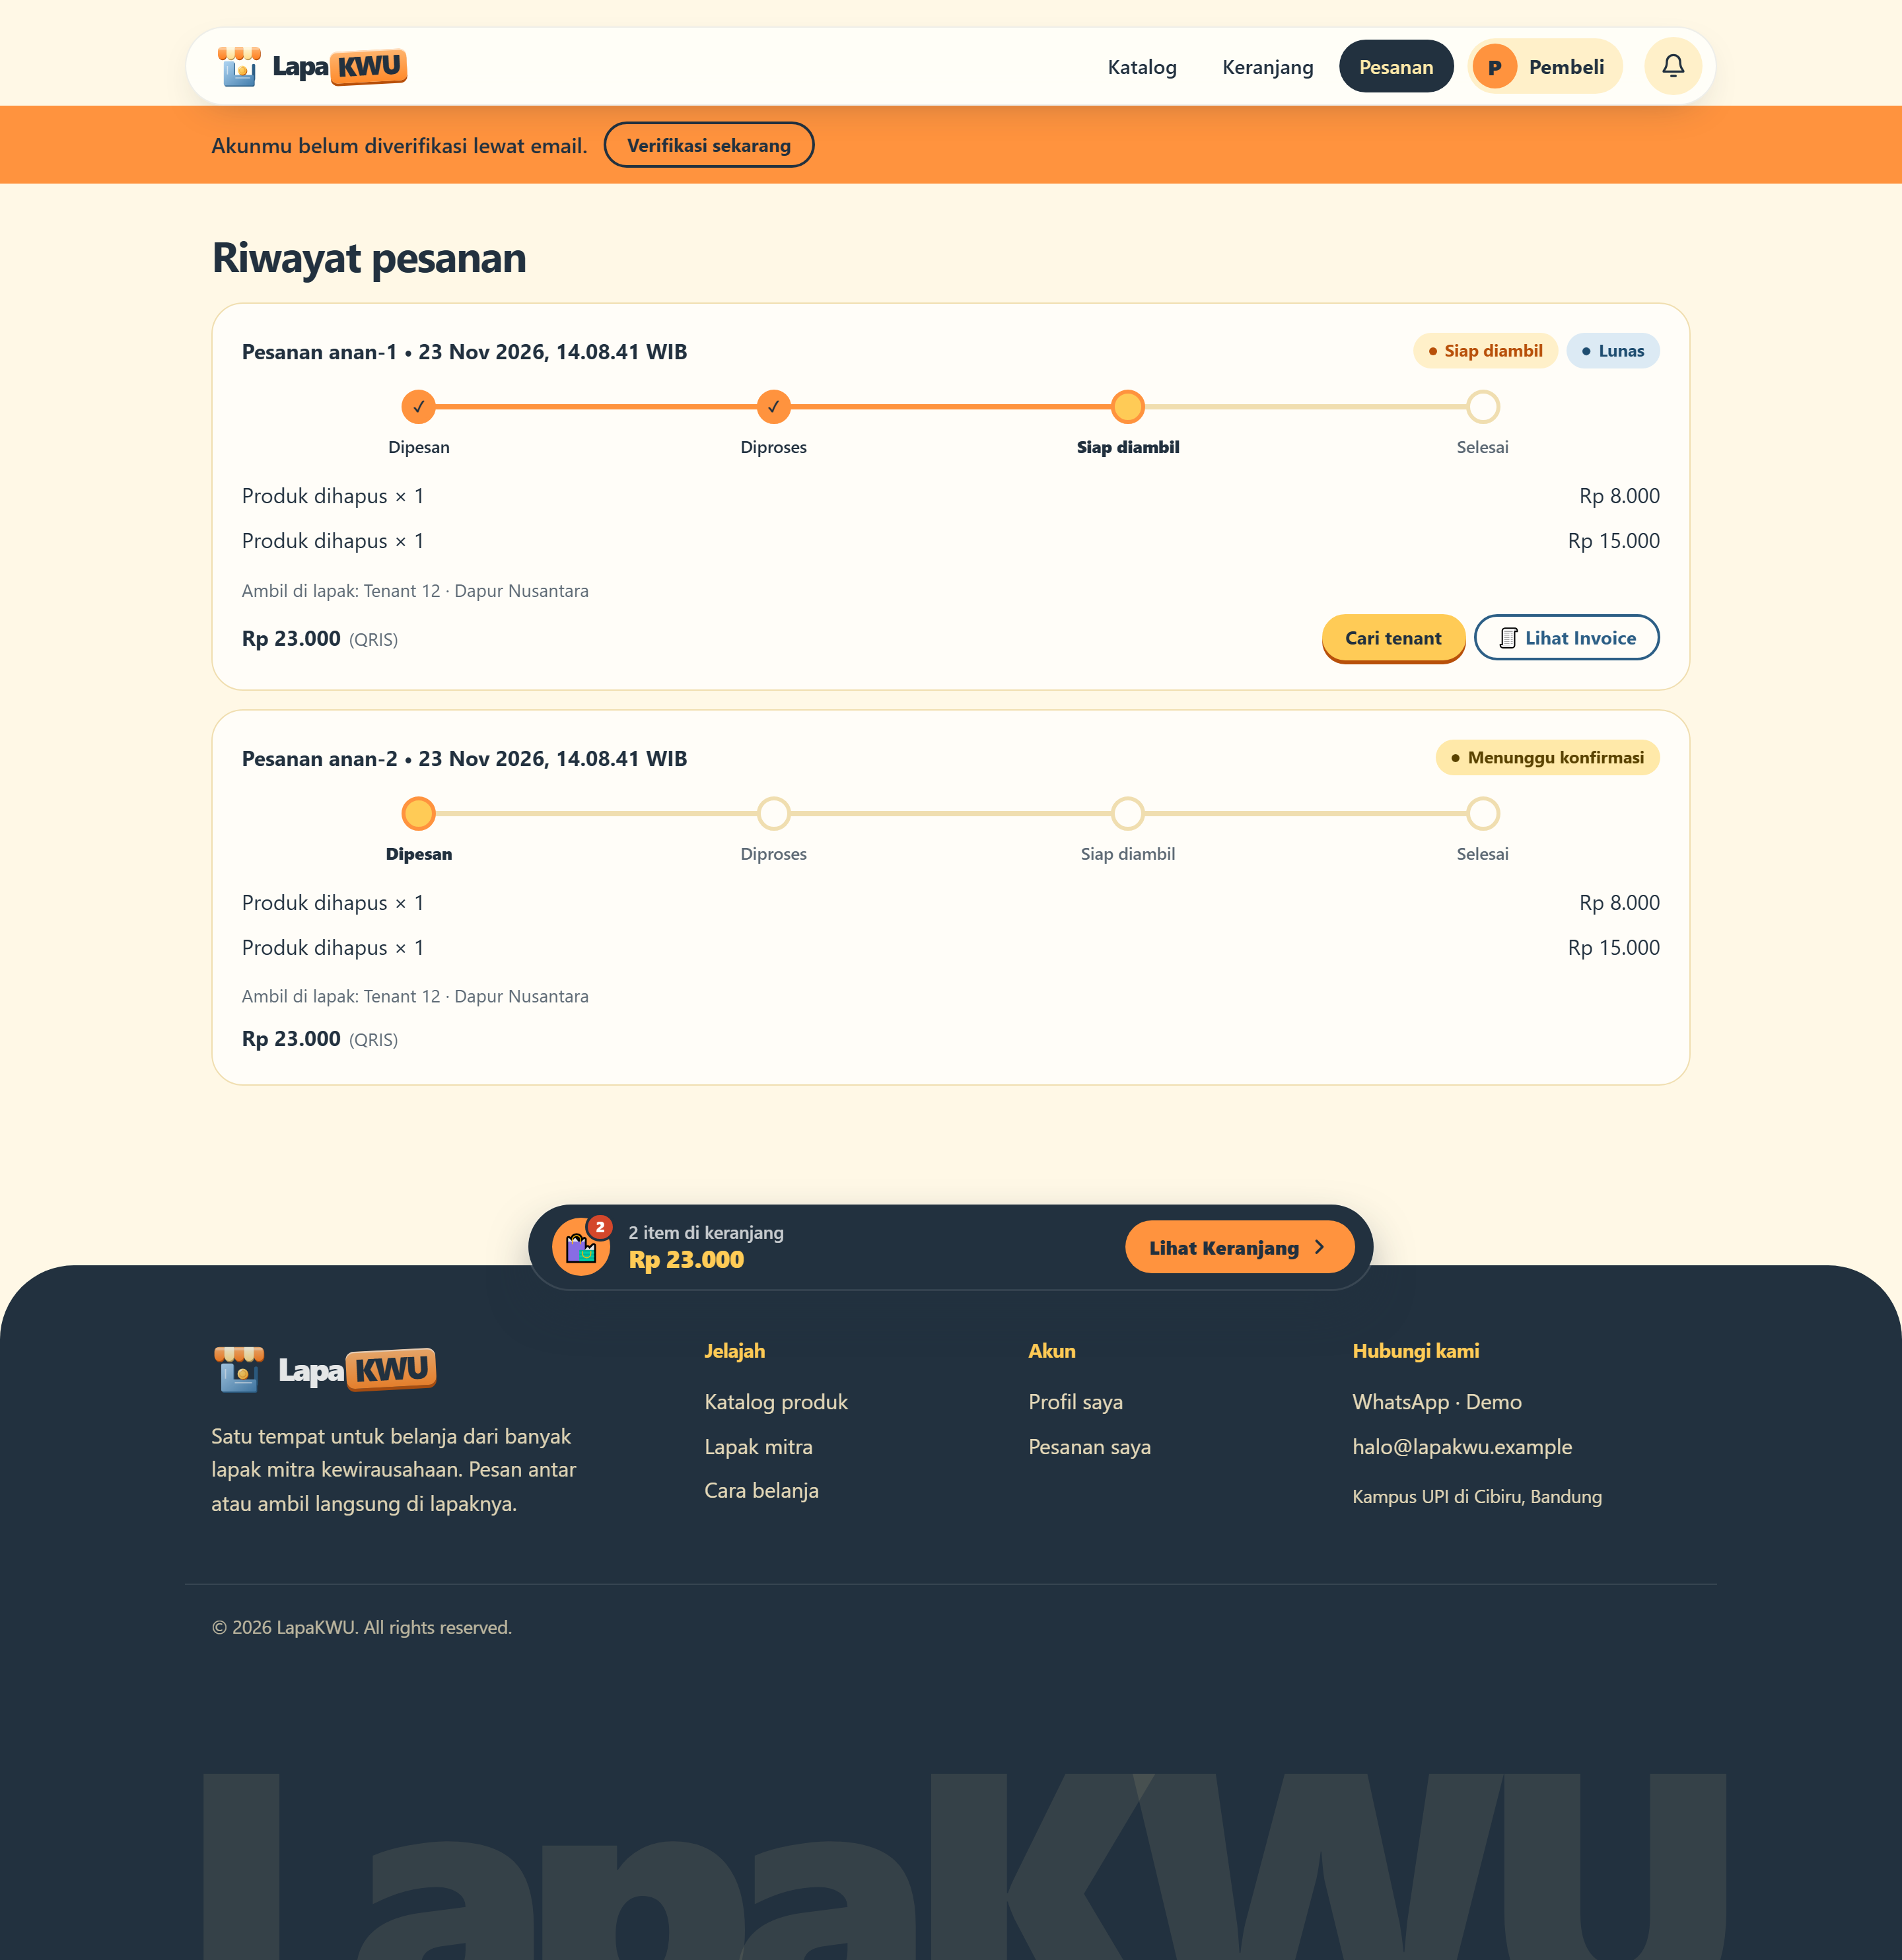 LapaKWU
Katalog
Keranjang
Pesanan
P
Pembeli
Akunmu belum diverifikasi lewat email.
Verifikasi sekarang
Riwayat pesanan
Pesanan anan-1 • 23 Nov 2026, 14.08.41 WIB
Siap diambil
Lunas
Dipesan
Diproses
Siap diambil
Selesai
Produk dihapus × 1
Rp 8.000
Produk dihapus × 1
Rp 15.000
Ambil di lapak: Tenant 12 · Dapur Nusantara
Rp 23.000 (QRIS)
Cari tenant
Lihat Invoice
Pesanan anan-2 • 23 Nov 2026, 14.08.41 WIB
Menunggu konfirmasi
Dipesan
Diproses
Siap diambil
Selesai
Produk dihapus × 1
Rp 8.000
Produk dihapus × 1
Rp 15.000
Ambil di lapak: Tenant 12 · Dapur Nusantara
Rp 23.000 (QRIS)
2
2 item di keranjang
Rp 23.000
Lihat Keranjang
LapaKWU
Satu tempat untuk belanja dari banyak
lapak mitra kewirausahaan. Pesan antar
atau ambil langsung di lapaknya.
Jelajah
Katalog produk
Lapak mitra
Cara belanja
Akun
Profil saya
Pesanan saya
Hubungi kami
WhatsApp · Demo
halo@lapakwu.example
Kampus UPI di Cibiru, Bandung
© 2026 LapaKWU. All rights reserved.
LapaKWU